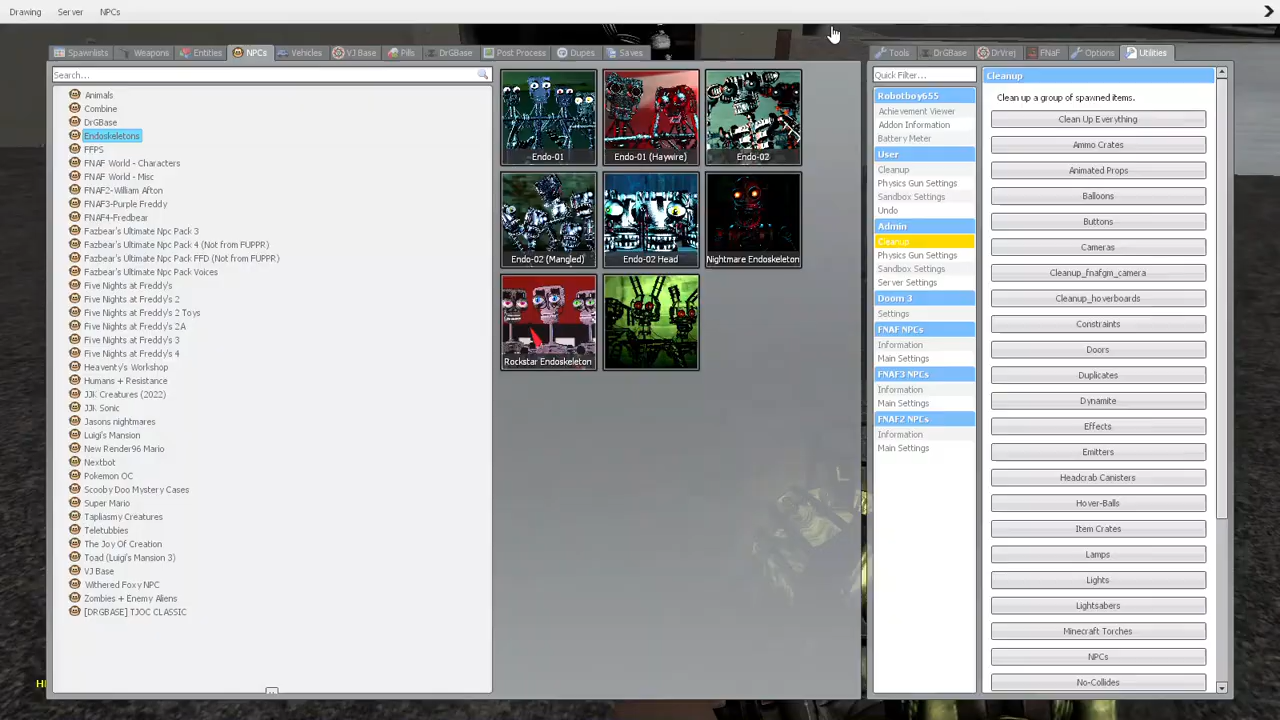 Drawing Server NPCs
Spawnlists Weapons Entities NPCs Vehicles VJ Base Pills DrGBase Post Process Dupes Saves
Search...
Animals
Combine
DrGBase
Endoskeletons
FFPS
FNAF World - Characters
FNAF World - Misc
FNAF2-William Afton
FNAF3-Purple Freddy
FNAF4-Fredbear
Fazbear's Ultimate Npc Pack 3
Fazbear's Ultimate Npc Pack 4 (Not from FUPPR)
Fazbear's Ultimate Npc Pack FFD (Not from FUPPR)
Fazbear's Ultimate Npc Pack Voices
Five Nights at Freddy's
Five Nights at Freddy's 2
Five Nights at Freddy's 2 Toys
Five Nights at Freddy's 2A
Five Nights at Freddy's 3
Five Nights at Freddy's 4
Heaventy's Workshop
Humans + Resistance
JJK Creatures (2022)
JJK Sonic
Jasons nightmares
Luigi's Mansion
New Render96 Mario
Nextbot
Pokemon OC
Scooby Doo Mystery Cases
Super Mario
Tapliasmy Creatures
Teletubbies
The Joy Of Creation
Toad (Luigi's Mansion 3)
VJ Base
Withered Foxy NPC
Zombies + Enemy Aliens
[DRGBASE] TJOC CLASSIC
Endo-01 Endo-01 (Haywire) Endo-02
Endo-02 (Mangled) Endo-02 Head Nightmare Endoskeleton
Rockstar Endoskeleton
Tools DrGBase DrVrej FNaF Options Utilities
Quick Filter...
Robotboy655
Achievement Viewer
Addon Information
Battery Meter
User
Cleanup
Physics Gun Settings
Sandbox Settings
Undo
Admin
Cleanup
Physics Gun Settings
Sandbox Settings
Server Settings
Doom 3
Settings
FNAF NPCs
Information
Main Settings
FNAF3 NPCs
Information
Main Settings
FNAF2 NPCs
Information
Main Settings
Cleanup
Clean up a group of spawned items.
Clean Up Everything
Ammo Crates
Animated Props
Balloons
Buttons
Cameras
Cleanup_fnafgm_camera
Cleanup_hoverboards
Constraints
Doors
Duplicates
Dynamite
Effects
Emitters
Headcrab Canisters
Hover-Balls
Item Crates
Lamps
Lights
Lightsabers
Minecraft Torches
NPCs
No-Collides